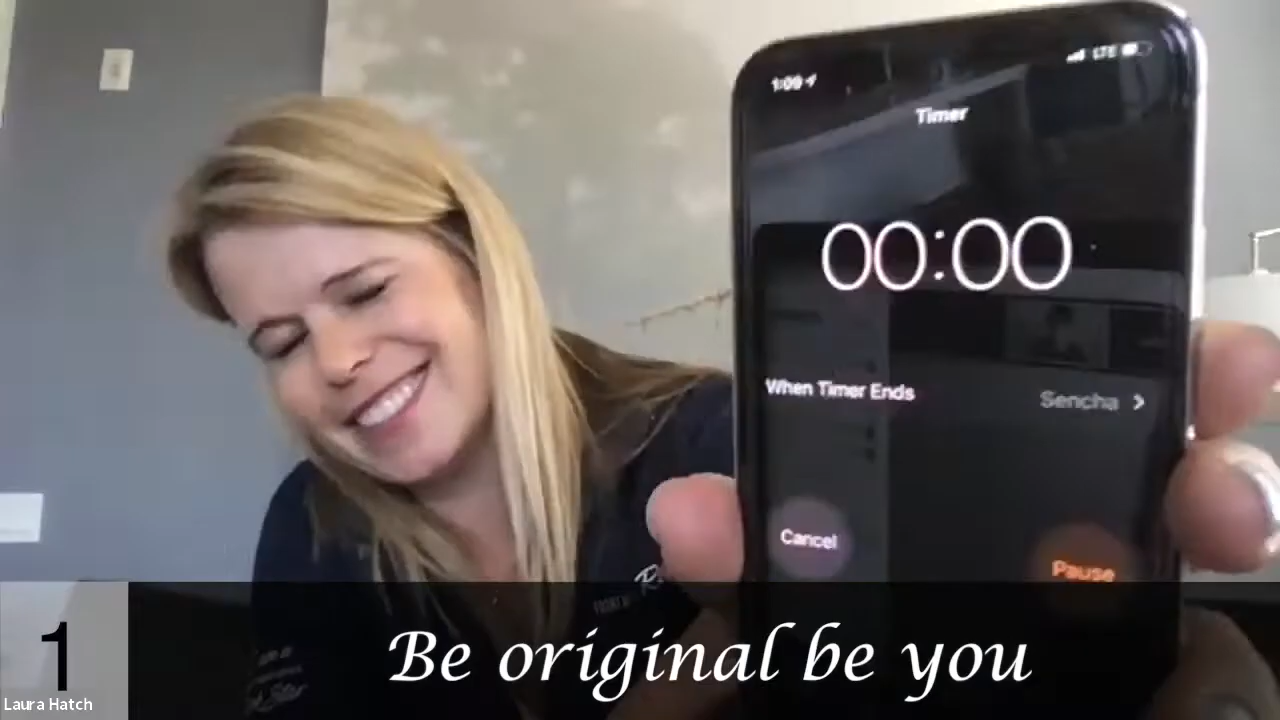 1:09
LTE
Timer
00:00
When Timer Ends
Sencha
Cancel
Pause
1
Be original be you
Laura Hatch